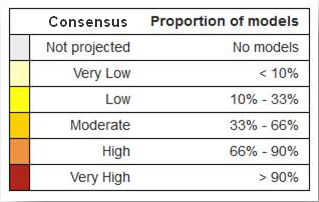 Consensus Proportion of models
Not projected No models
Very Low < 10%
Low 10% - 33%
Moderate 33% - 66%
High 66% - 90%
Very High > 90%